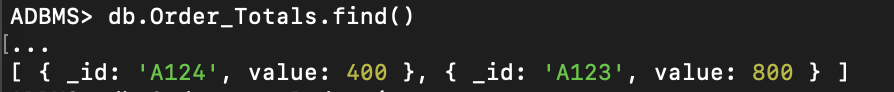 ADBMS> db.Order_Totals.find()
[...
[ { _id: 'A124', value: 400 }, { _id: 'A123', value: 800 } ]